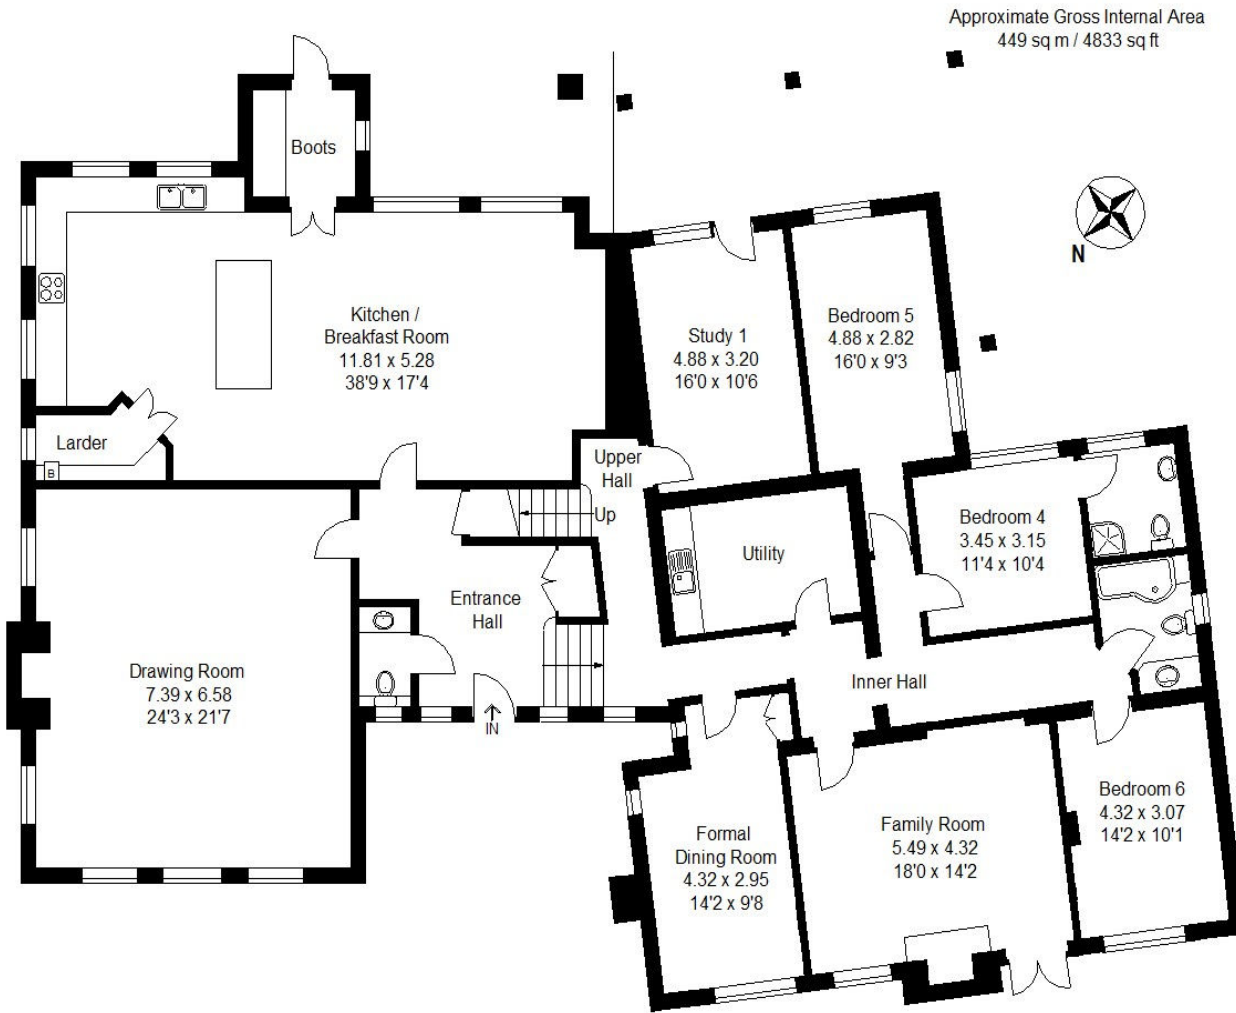 Approximate Gross Internal Area
449 sq m / 4833 sq ft
Boots
N
Kitchen /
Breakfast Room
11.81 x 5.28
38'9 x 17'4
Study 1
4.88 x 3.20
16'0 x 10'6
Bedroom 5
4.88 x 2.82
16'0 x 9'3
Larder
B
Upper
Hall
Up
Utility
Bedroom 4
3.45 x 3.15
11'4 x 10'4
Entrance
Hall
Drawing Room
7.39 x 6.58
24'3 x 21'7
IN
Inner Hall
Formal
Dining Room
4.32 x 2.95
14'2 x 9'8
Family Room
5.49 x 4.32
18'0 x 14'2
Bedroom 6
4.32 x 3.07
14'2 x 10'1